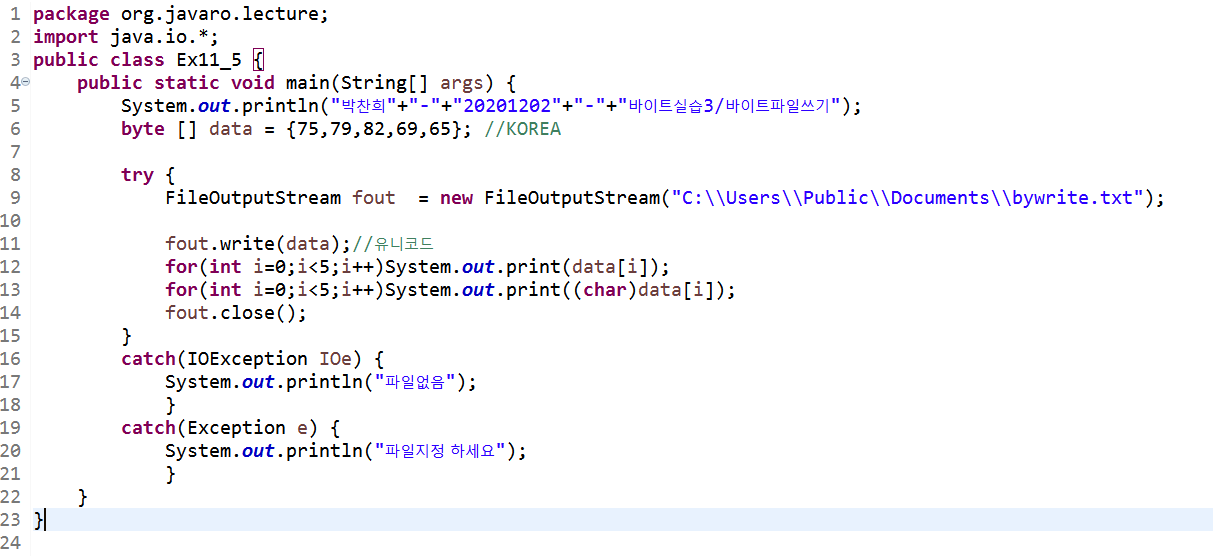 1 package org.javaro.lecture;
2 import java.io.*;
3 public class Ex11_5 {
4 public static void main(String[] args) {
5 System.out.println("박찬희"+"-"+"20201202"+"-"+"바이트실습3/바이트파일쓰기");
6 byte [] data = {75,79,82,69,65}; //KOREA
7
8 try {
9 FileOutputStream fout  = new FileOutputStream("C:\\Users\\Public\\Documents\\bywrite.txt");
10
11 fout.write(data);//유니코드
12 for(int i=0;i<5;i++)System.out.print(data[i]);
13 for(int i=0;i<5;i++)System.out.print((char)data[i]);
14 fout.close();
15 }
16 catch(IOException IOe) {
17 System.out.println("파일없음");
18 }
19 catch(Exception e) {
20 System.out.println("파일지정 하세요");
21 }
22 }
23 }
24